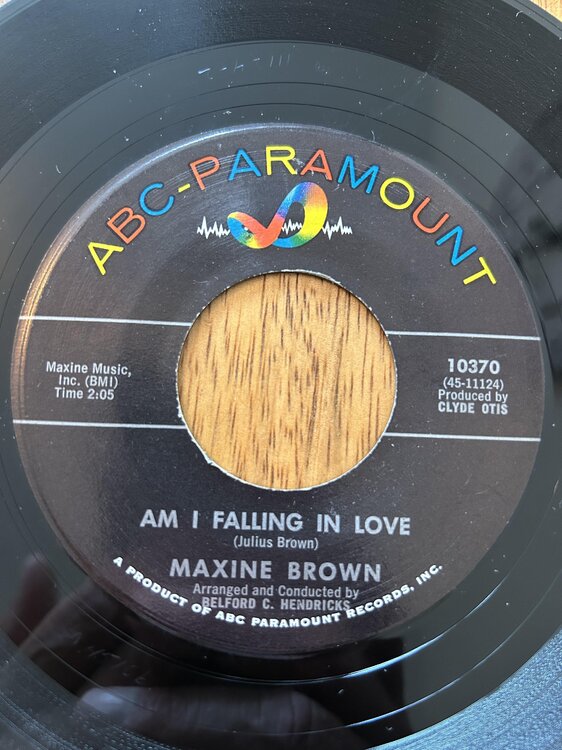 ABC-PARAMOUNT
Maxine Music,
Inc. (BMI)
Time 2:05
10370
(45-11124)
Produced by
CLYDE OTIS
AM I FALLING IN LOVE
(Julius Brown)
MAXINE BROWN
Arranged and Conducted by
BELFORD C. HENDRICKS
A PRODUCT OF ABC PARAMOUNT RECORDS, INC.